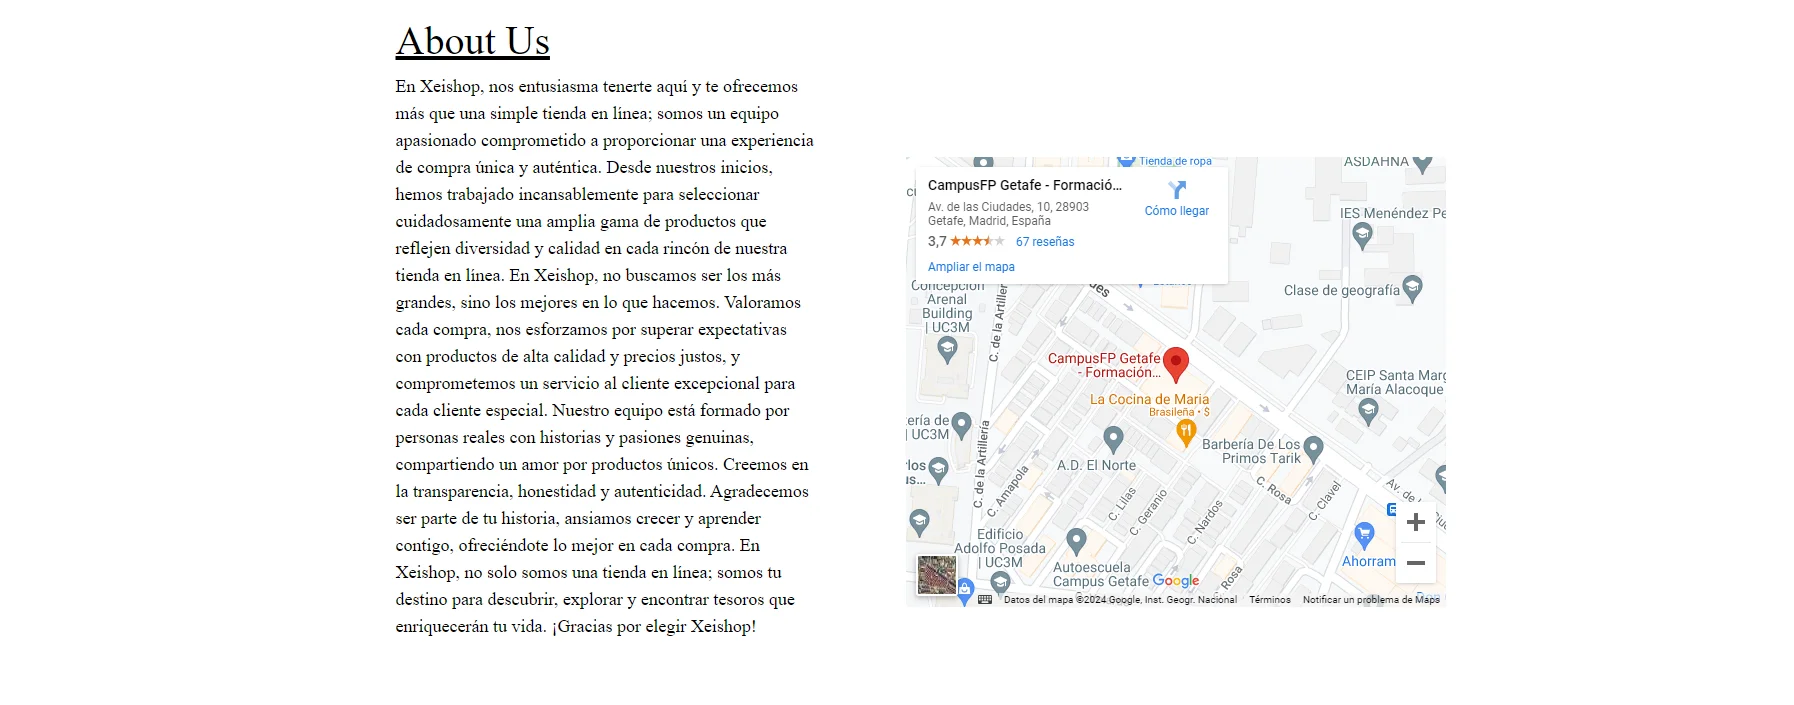 About Us
En Xeishop, nos entusiasma tenerte aquí y te ofrecemos
más que una simple tienda en línea; somos un equipo
apasionado comprometido a proporcionar una experiencia
de compra única y auténtica. Desde nuestros inicios,
hemos trabajado incansablemente para seleccionar
cuidadosamente una amplia gama de productos que
reflejen diversidad y calidad en cada rincón de nuestra
tienda en línea. En Xeishop, no buscamos ser los más
grandes, sino los mejores en lo que hacemos. Valoramos
cada compra, nos esforzamos por superar expectativas
con productos de alta calidad y precios justos, y
comprometemos un servicio al cliente excepcional para
cada cliente especial. Nuestro equipo está formado por
personas reales con historias y pasiones genuinas,
compartiendo un amor por productos únicos. Creemos en
la transparencia, honestidad y autenticidad. Agradecemos
ser parte de tu historia, ansiamos crecer y aprender
contigo, ofreciéndote lo mejor en cada compra. En
Xeishop, no solo somos una tienda en línea; somos tu
destino para descubrir, explorar y encontrar tesoros que
enriquecerán tu vida. ¡Gracias por elegir Xeishop!
Tienda de ropa
ASDAHNA
CampusFP Getafe - Formació...
Av. de las Ciudades, 10, 28903
Getafe, Madrid, España
3,7
67 reseñas
Ampliar el mapa
Cómo llegar
IES Menéndez Pe
Clase de geografía
Concepción
Arenal
Building
| UC3M
C. de la Artiller
des
CampusFP Getafe
- Formación...
La Cocina de Maria
Brasileña • $
CEIP Santa Marg
María Alacoque
ería de
| UC3M
Barbería De Los
Primos Tarik
A.D. El Norte
C. de la Artillería
C. Amapola
C. Lilas
C. Geranio
C. Nardos
C. Rosa
C. Clavel
Av. de
Ciu
Edificio
Adolfo Posada
| UC3M
Autoescuela
Campus Getafe
Ahorram
Rosa
Google
Datos del mapa ©2024 Google, Inst. Geogr. Nacional
Términos
Notificar un problema de Maps